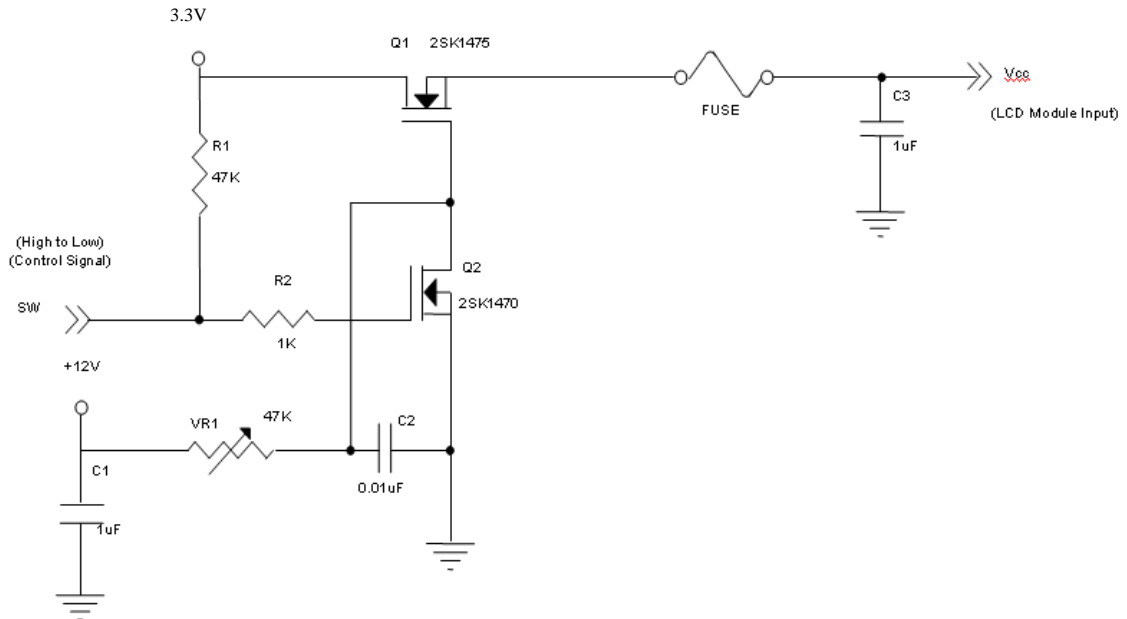 3.3V
Q1 2SK1475
FUSE
Vcc
(LCD Module Input)
C3
1uF
R1
47K
(High to Low)
(Control Signal)
SW
R2
1K
Q2
2SK1470
+12V
VR1
47K
C2
0.01uF
C1
1uF